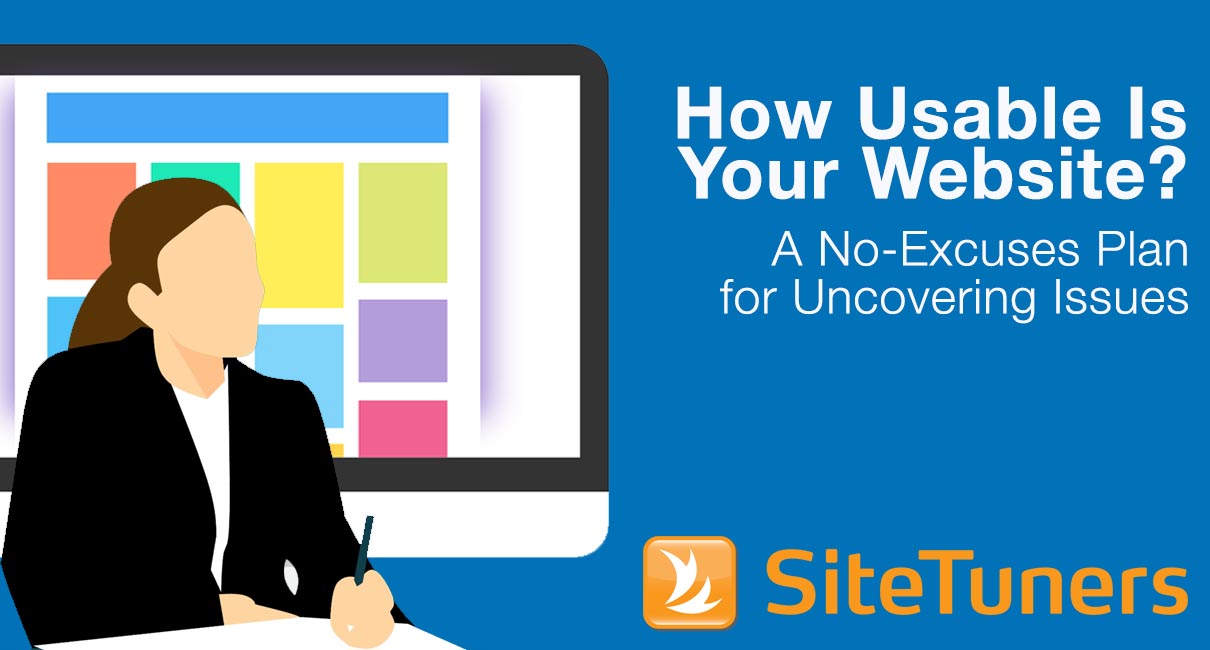 How Usable Is
Your Website?
A No-Excuses Plan
for Uncovering Issues
SiteTuners